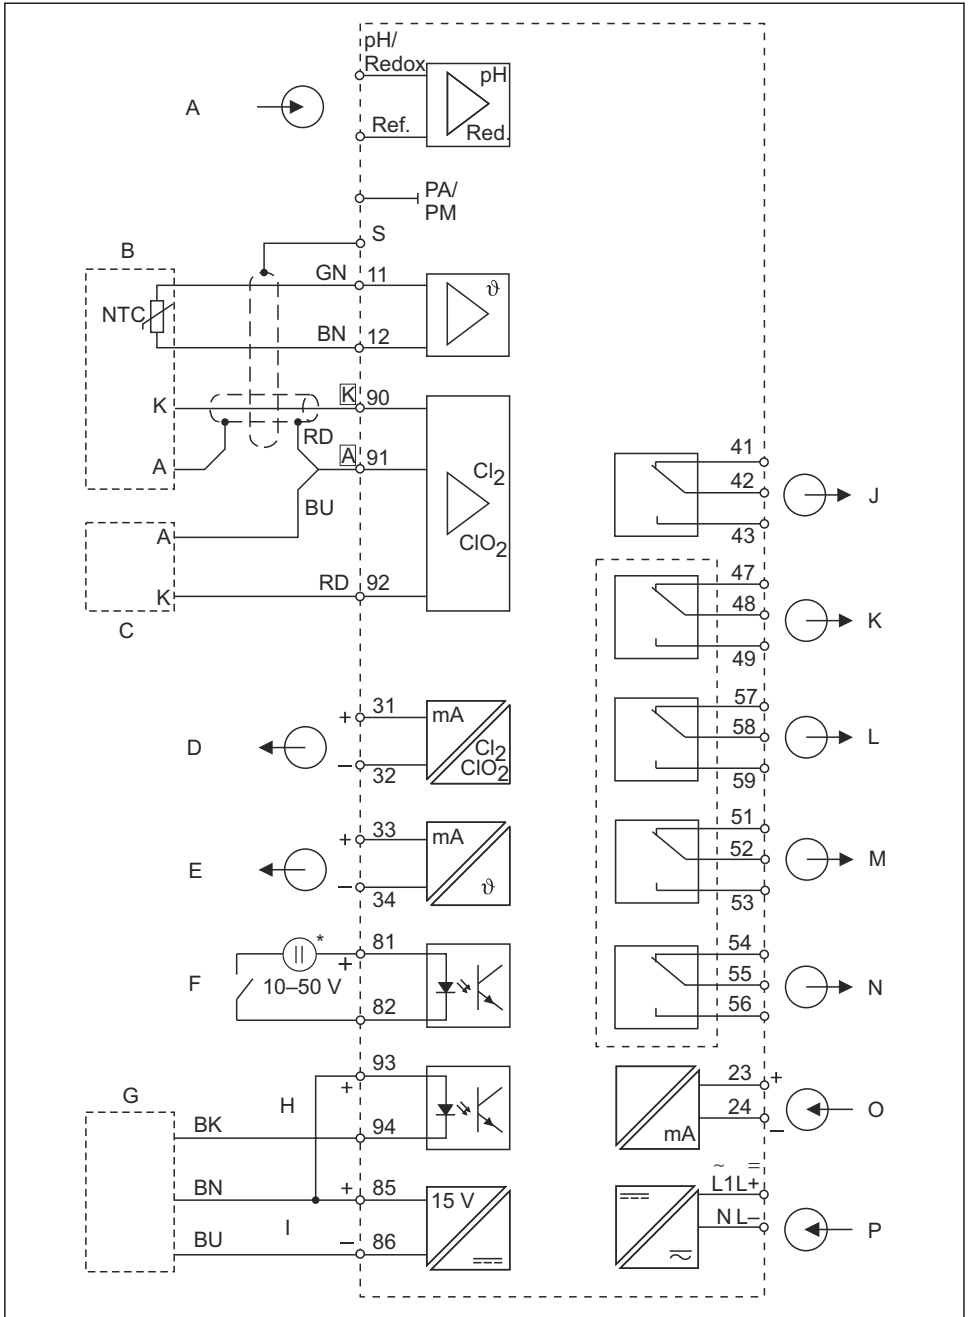 pH/
Redox
pH
A
Ref.
Red.
PA/
PM
S
B
GN
11
ϑ
NTC
BN
12
K
K
90
RD
A
A
91
Cl2
BU
ClO2
A
K
RD
92
C
41
42
43
J
47
48
49
K
57
58
59
L
51
52
53
M
54
55
56
N
D
+
31
mA
Cl2
ClO2
–
32
E
+
33
mA
ϑ
–
34
F
*
+
81
10–50 V
82
G
H
93
+
BK
94
BN
+
85
15 V
I
BU
–
86
23
+
24
–
mA
O
~ =
L1L+
N L–
P